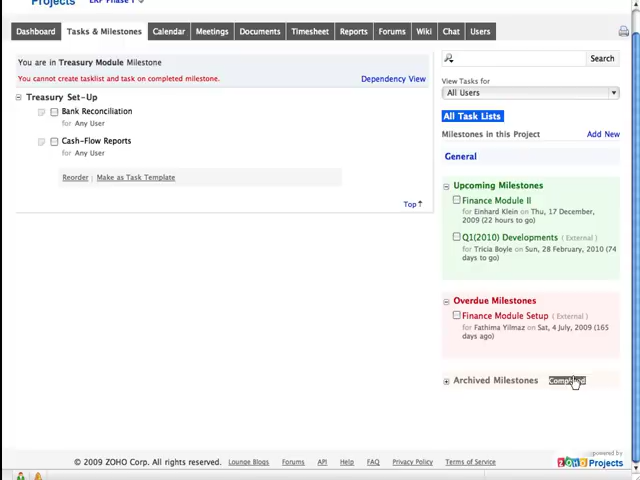 Projects ERP Phase I
Dashboard Tasks & Milestones Calendar Meetings Documents Timesheet Reports Forums Wiki Chat Users
You are in Treasury Module Milestone
You cannot create tasklist and task on completed milestone. Dependency View
Treasury Set-Up
Bank Reconciliation
for Any User
Cash-Flow Reports
for Any User
Reorder | Make as Task Template
Top
Search
View Tasks for
All Users
All Task Lists
Milestones in this Project Add New
General
Upcoming Milestones
Finance Module II
for Einhard Klein on Thu, 17 December,
2009 (22 hours to go)
Q1(2010) Developments ( External )
for Tricia Boyle on Sun, 28 February, 2010 (74
days to go)
Overdue Milestones
Finance Module Setup ( External )
for Fathima Yilmaz on Sat, 4 July, 2009 (165
days ago)
Archived Milestones Completed
© 2009 ZOHO Corp. All rights reserved. Lounge Blogs Forums API Help FAQ Privacy Policy Terms of Service
powered by
ZOHO Projects